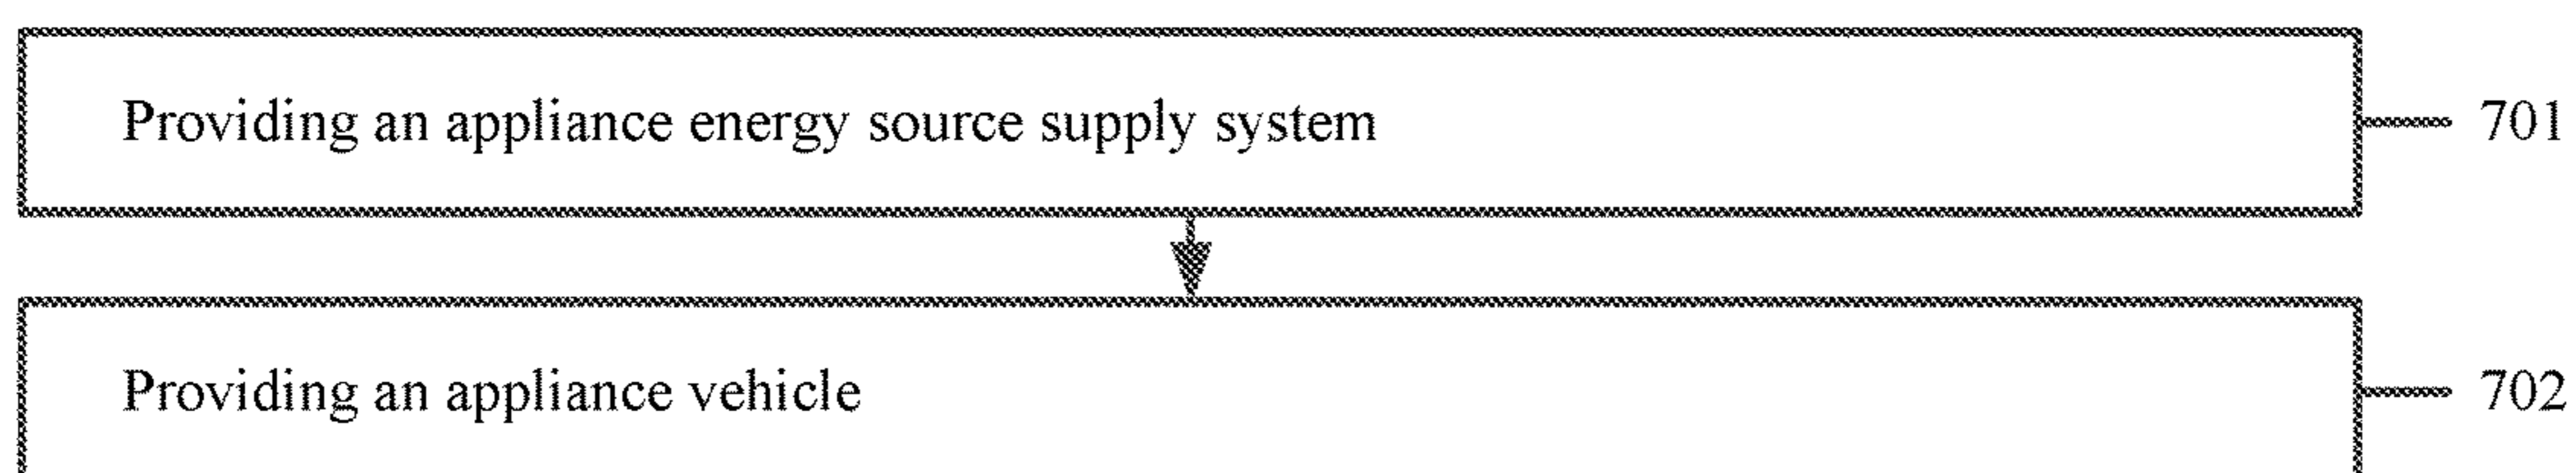 Providing an appliance energy source supply system 701
Providing an appliance vehicle 702